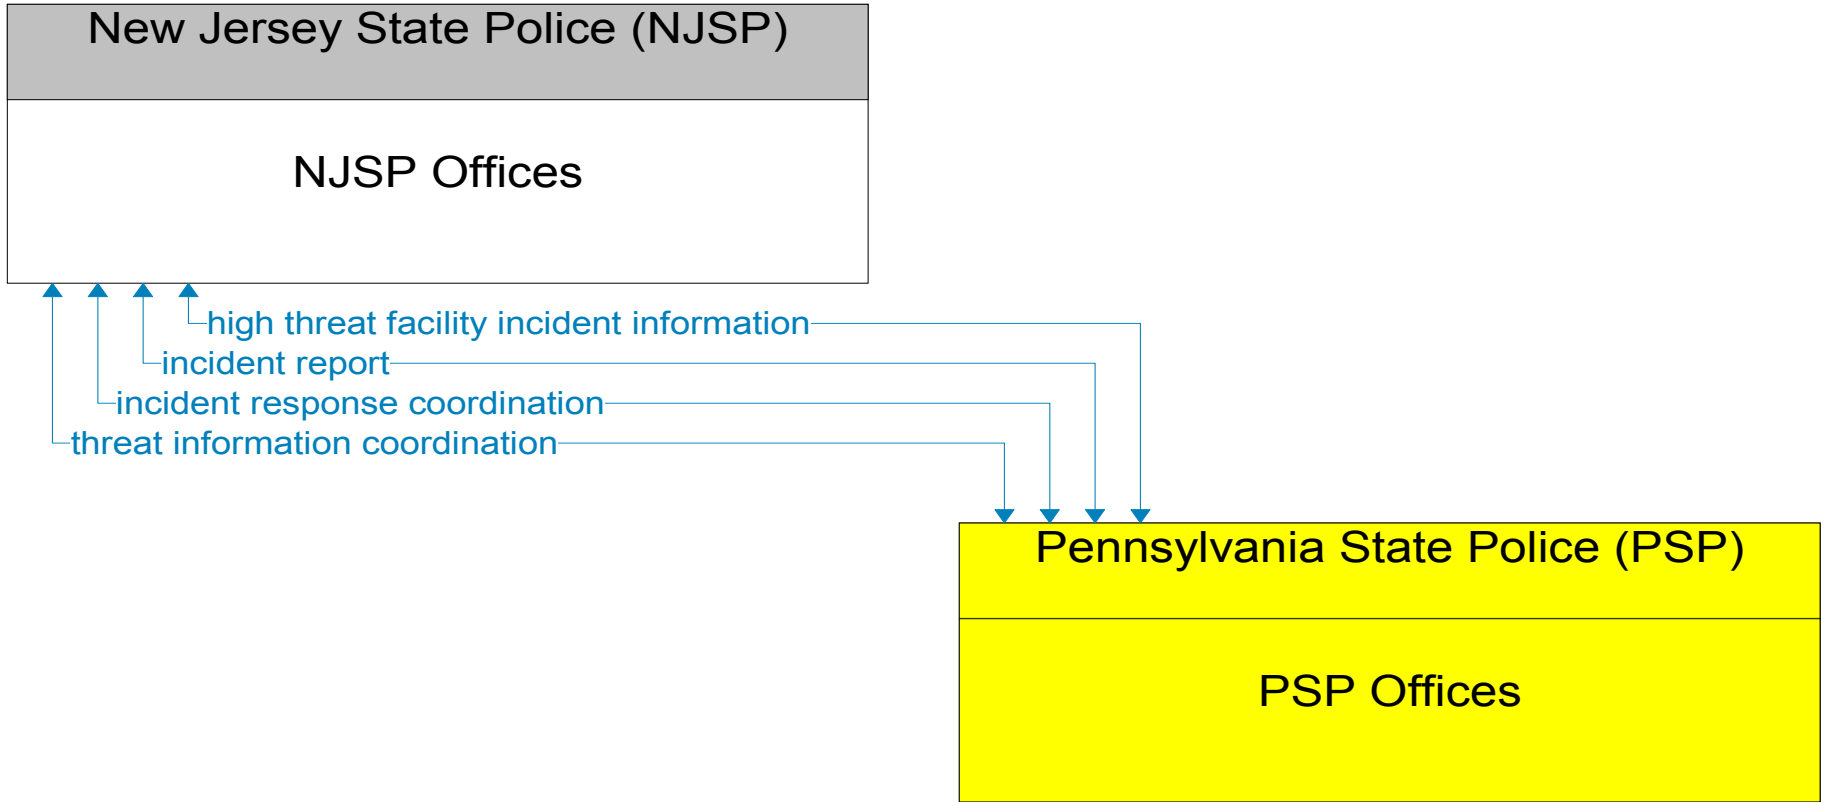 New Jersey State Police (NJSP)
NJSP Offices
high threat facility incident information
incident report
incident response coordination
threat information coordination
Pennsylvania State Police (PSP)
PSP Offices